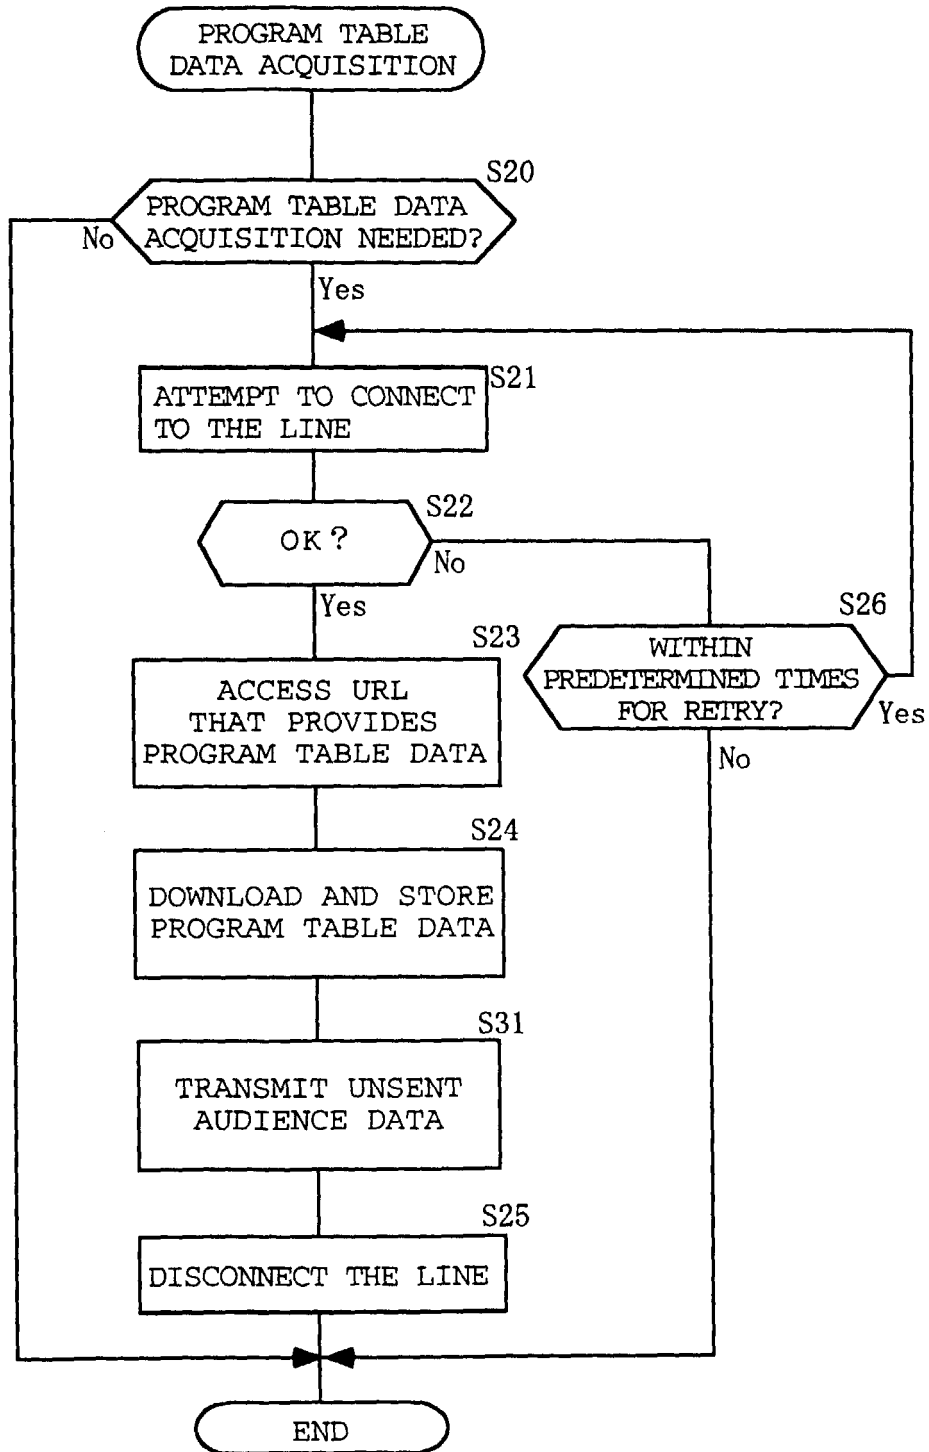 PROGRAM TABLE
DATA ACQUISITION
S20
PROGRAM TABLE DATA
ACQUISITION NEEDED?
No
Yes
S21
ATTEMPT TO CONNECT
TO THE LINE
S22
OK?
No
Yes
S26
WITHIN
PREDETERMINED TIMES
FOR RETRY?
Yes
No
S23
ACCESS URL
THAT PROVIDES
PROGRAM TABLE DATA
S24
DOWNLOAD AND STORE
PROGRAM TABLE DATA
S31
TRANSMIT UNSENT
AUDIENCE DATA
S25
DISCONNECT THE LINE
END